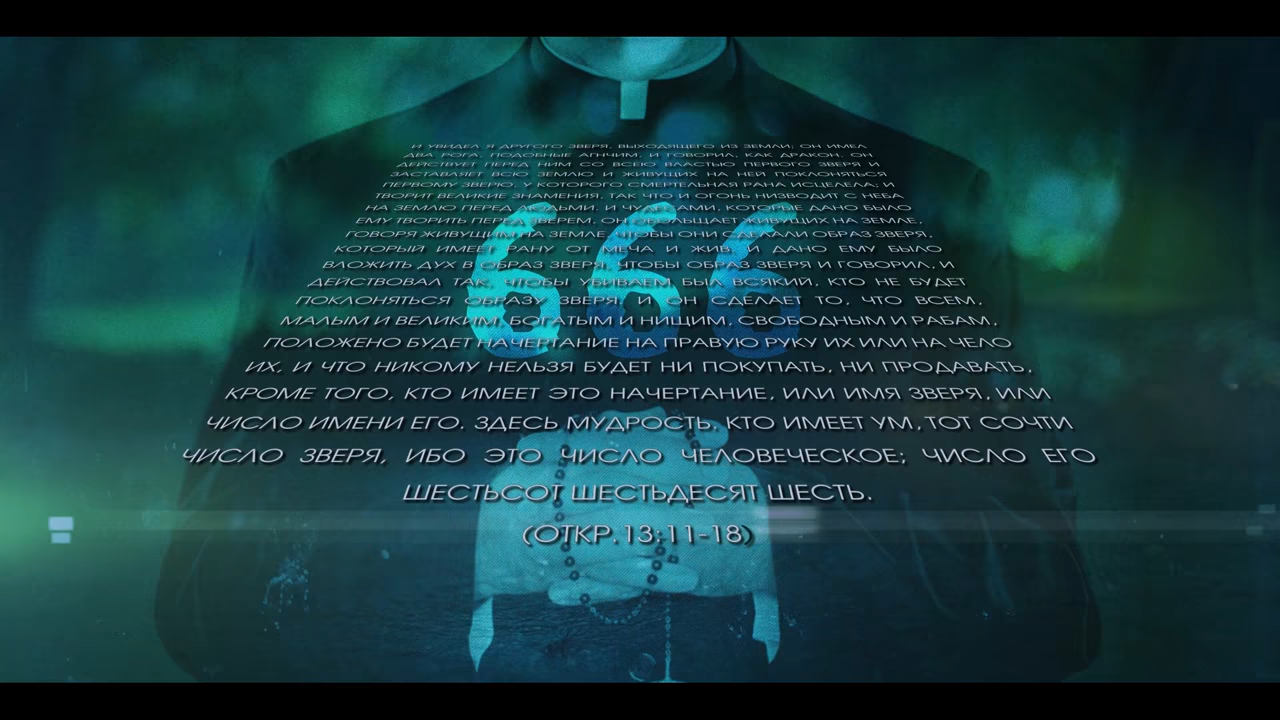 И УВИДЕЛ Я ДРУГОГО ЗВЕРЯ, ВЫХОДЯЩЕГО ИЗ ЗЕМЛИ; ОН ИМЕЛ
ДВА РОГА, ПОДОБНЫЕ АГНЧИМ, И ГОВОРИЛ, КАК ДРАКОН. ОН
ДЕЙСТВУЕТ ПЕРЕД НИМ СО ВСЕЮ ВЛАСТЬЮ ПЕРВОГО ЗВЕРЯ И
ЗАСТАВЛЯЕТ ВСЮ ЗЕМЛЮ И ЖИВУЩИХ НА НЕЙ ПОКЛОНЯТЬСЯ
ПЕРВОМУ ЗВЕРЮ, У КОТОРОГО СМЕРТЕЛЬНАЯ РАНА ИСЦЕЛЕЛА; И
ТВОРИТ ВЕЛИКИЕ ЗНАМЕНИЯ, ТАК ЧТО И ОГОНЬ НИЗВОДИТ С НЕБА
НА ЗЕМЛЮ ПЕРЕД ЛЮДЬМИ. И ЧУДЕСАМИ, КОТОРЫЕ ДАНО БЫЛО
ЕМУ ТВОРИТЬ ПЕРЕД ЗВЕРЕМ, ОН ОБОЛЬЩАЕТ ЖИВУЩИХ НА ЗЕМЛЕ,
ГОВОРЯ ЖИВУЩИМ НА ЗЕМЛЕ, ЧТОБЫ ОНИ СДЕЛАЛИ ОБРАЗ ЗВЕРЯ,
КОТОРЫЙ ИМЕЕТ РАНУ ОТ МЕЧА И ЖИВ. И ДАНО ЕМУ БЫЛО
ВЛОЖИТЬ ДУХ В ОБРАЗ ЗВЕРЯ, ЧТОБЫ ОБРАЗ ЗВЕРЯ И ГОВОРИЛ, И
ДЕЙСТВОВАЛ ТАК, ЧТОБЫ УБИВАЕМ БЫЛ ВСЯКИЙ, КТО НЕ БУДЕТ
ПОКЛОНЯТЬСЯ ОБРАЗУ ЗВЕРЯ. И ОН СДЕЛАЕТ ТО, ЧТО ВСЕМ,
МАЛЫМ И ВЕЛИКИМ, БОГАТЫМ И НИЩИМ, СВОБОДНЫМ И РАБАМ,
ПОЛОЖЕНО БУДЕТ НАЧЕРТАНИЕ НА ПРАВУЮ РУКУ ИХ ИЛИ НА ЧЕЛО
ИХ, И ЧТО НИКОМУ НЕЛЬЗЯ БУДЕТ НИ ПОКУПАТЬ, НИ ПРОДАВАТЬ,
КРОМЕ ТОГО, КТО ИМЕЕТ ЭТО НАЧЕРТАНИЕ, ИЛИ ИМЯ ЗВЕРЯ, ИЛИ
ЧИСЛО ИМЕНИ ЕГО. ЗДЕСЬ МУДРОСТЬ. КТО ИМЕЕТ УМ, ТОТ СОЧТИ
ЧИСЛО ЗВЕРЯ, ИБО ЭТО ЧИСЛО ЧЕЛОВЕЧЕСКОЕ; ЧИСЛО ЕГО
ШЕСТЬСОТ ШЕСТЬДЕСЯТ ШЕСТЬ.
(ОТКР.13:11-18)
666